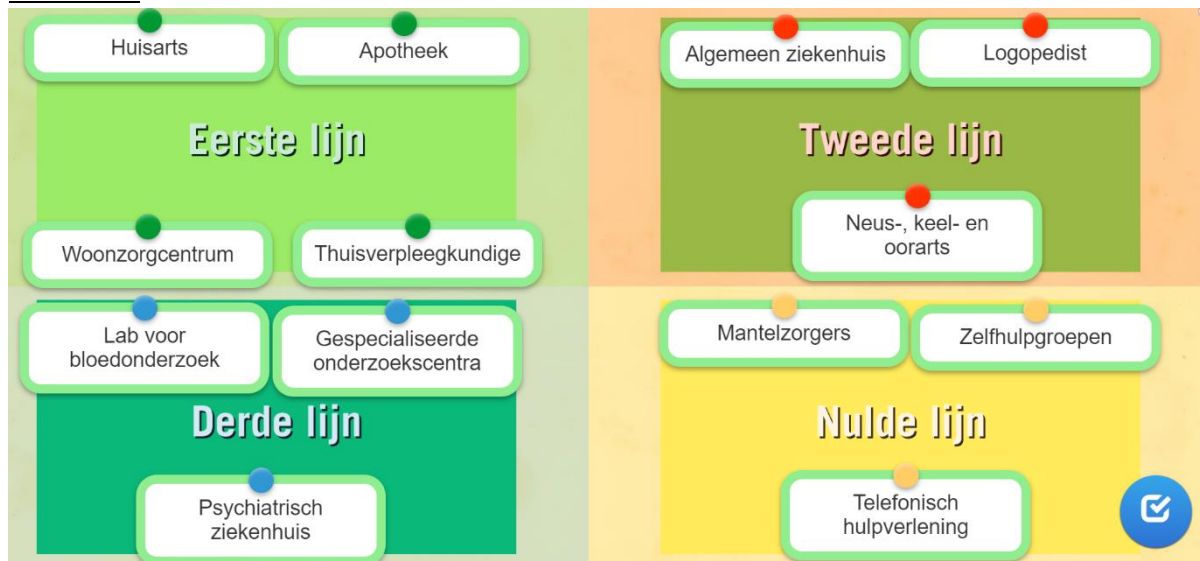 Huisarts
Apotheek
Eerste lijn
Woonzorgcentrum
Thuisverpleegkundige
Algemeen ziekenhuis
Logopedist
Tweede lijn
Neus-, keel- en
oorarts
Lab voor
bloedonderzoek
Gespecialiseerde
onderzoekscentra
Derde lijn
Psychiatrisch
ziekenhuis
Mantelzorgers
Zelfhulpgroepen
Nulde lijn
Telefonisch
hulpverlening